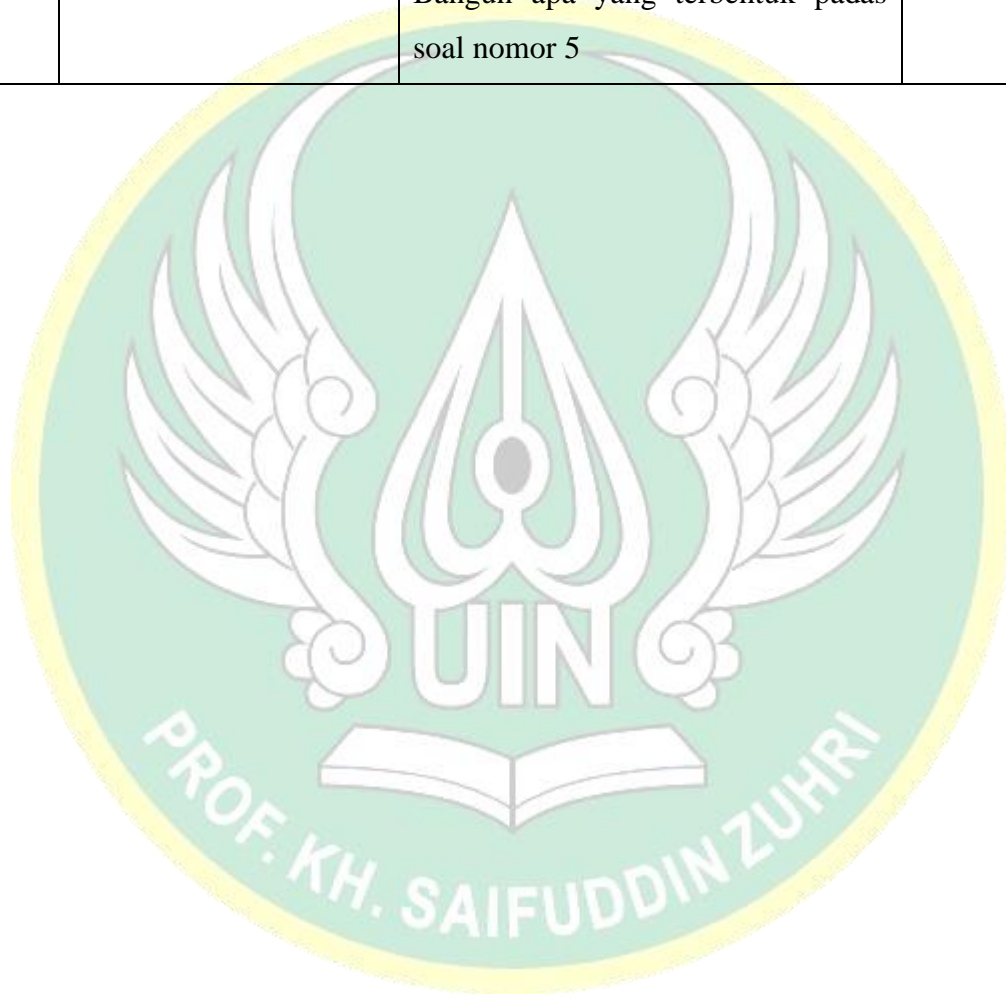 Bangun apa yang terbentuk padas
soal nomor 5
UIN
PROF. KH. SAIFUDDIN ZUHRI